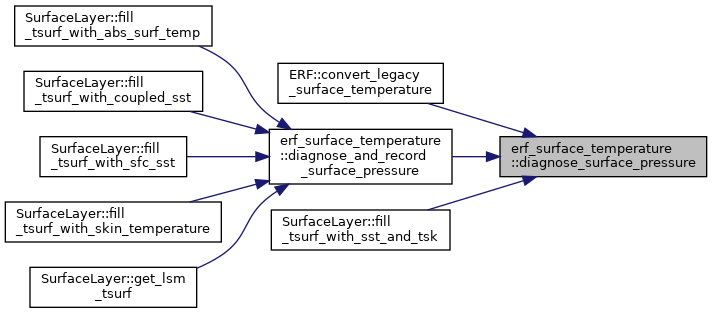 SurfaceLayer::fill
_tsurf_with_abs_surf_temp
SurfaceLayer::fill
_tsurf_with_coupled_sst
SurfaceLayer::fill
_tsurf_with_sfc_sst
SurfaceLayer::fill
_tsurf_with_skin_temperature
SurfaceLayer::get_lsm
_tsurf
ERF::convert_legacy
_surface_temperature
erf_surface_temperature
::diagnose_and_record
_surface_pressure
SurfaceLayer::fill
_tsurf_with_sst_and_tsk
erf_surface_temperature
::diagnose_surface_pressure